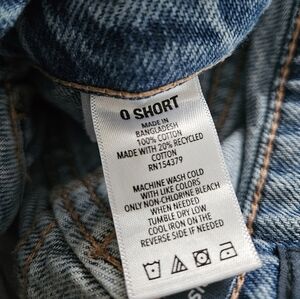 0 SHORT
MADE IN
BANGLADESH
100% COTTON
MADE WITH 20% RECYCLED
COTTON
RN154379
MACHINE WASH COLD
WITH LIKE COLORS
ONLY NON-CHLORINE BLEACH
WHEN NEEDED
TUMBLE DRY LOW
COOL IRON ON THE
REVERSE SIDE IF NEEDED